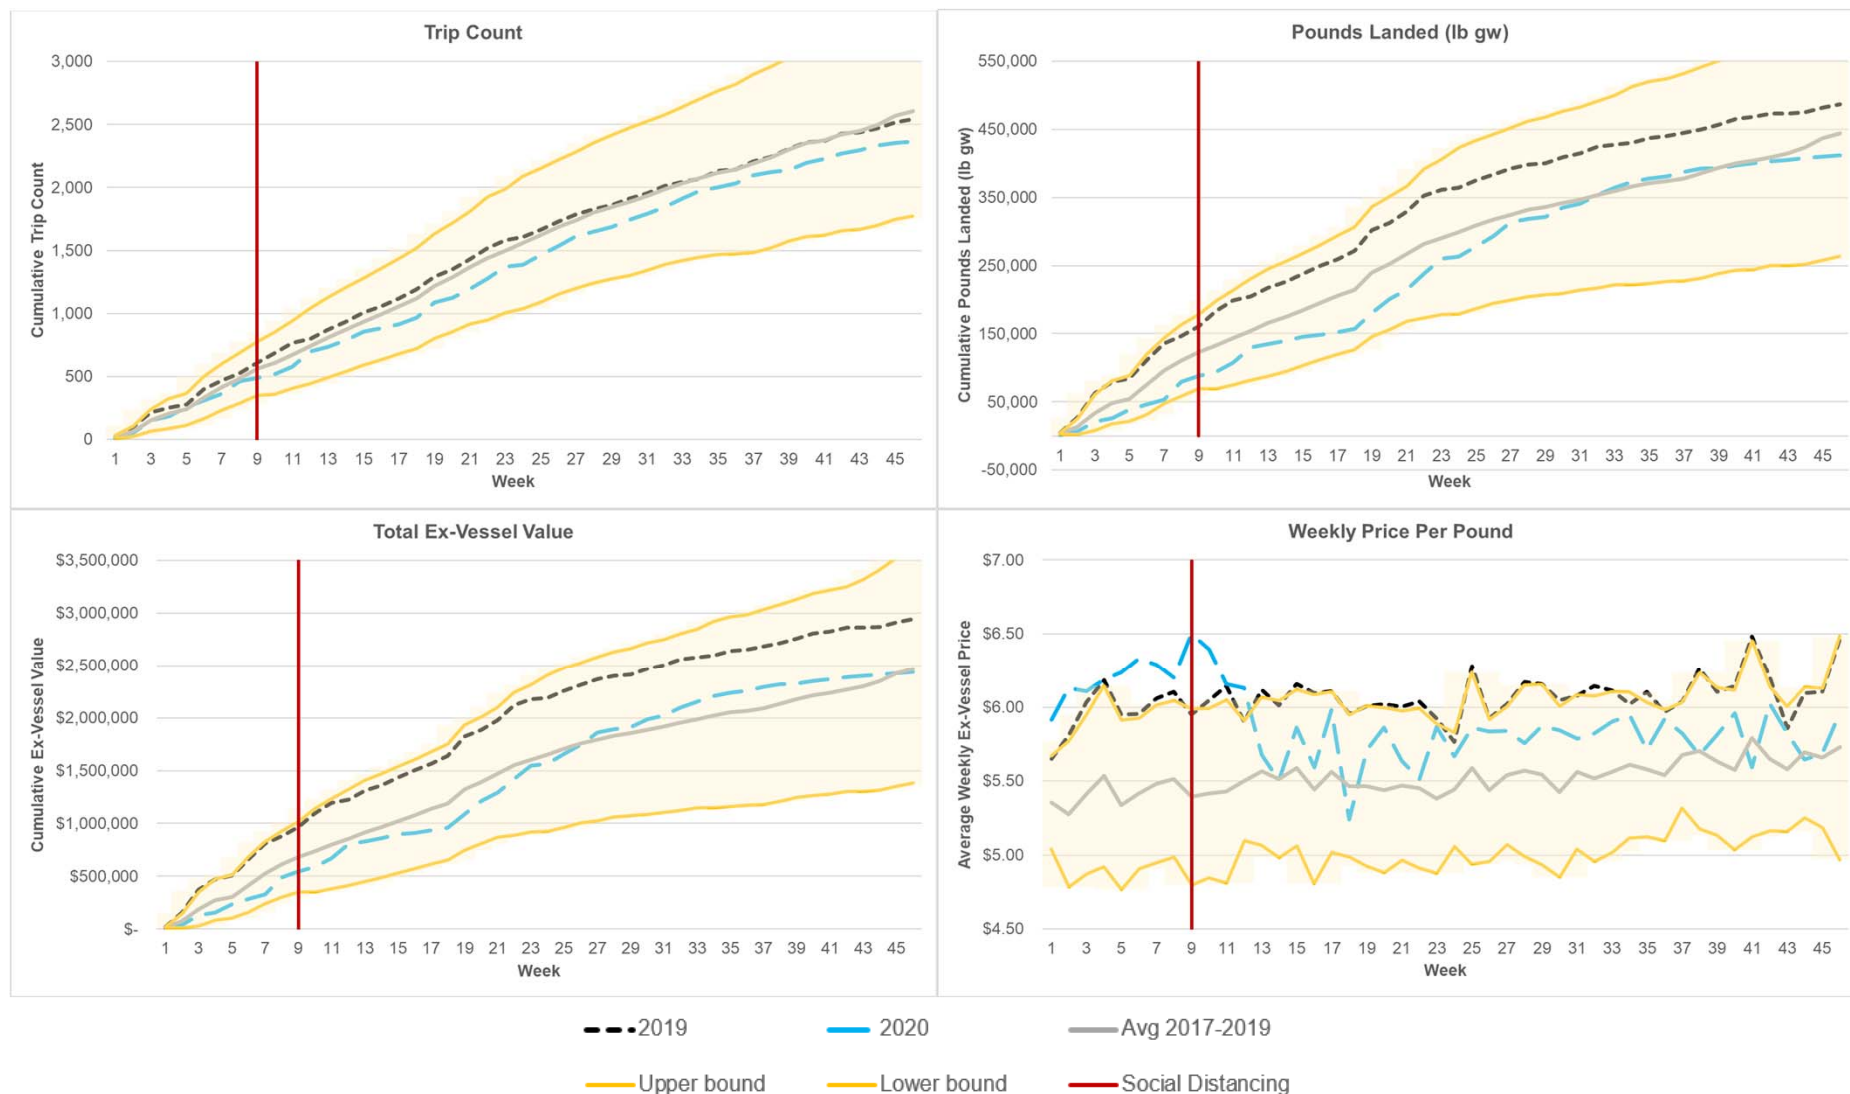 Trip Count
3,000
2,500
2,000
1,500
1,000
500
0
Cumulative Trip Count
1 3 5 7 9 11 13 15 17 19 21 23 25 27 29 31 33 35 37 39 41 43 45
Week
Pounds Landed (lb gw)
550,000
450,000
350,000
250,000
150,000
50,000
-50,000
Cumulative Pounds Landed (lb gw)
1 3 5 7 9 11 13 15 17 19 21 23 25 27 29 31 33 35 37 39 41 43 45
Week
Total Ex-Vessel Value
$3,500,000
$3,000,000
$2,500,000
$2,000,000
$1,500,000
$1,000,000
$500,000
$-
Cumulative Ex-Vessel Value
1 3 5 7 9 11 13 15 17 19 21 23 25 27 29 31 33 35 37 39 41 43 45
Week
Weekly Price Per Pound
$7.00
$6.50
$6.00
$5.50
$5.00
$4.50
Average Weekly Ex-Vessel Price
1 3 5 7 9 11 13 15 17 19 21 23 25 27 29 31 33 35 37 39 41 43 45
Week
2019 2020 Avg 2017-2019
Upper bound Lower bound Social Distancing